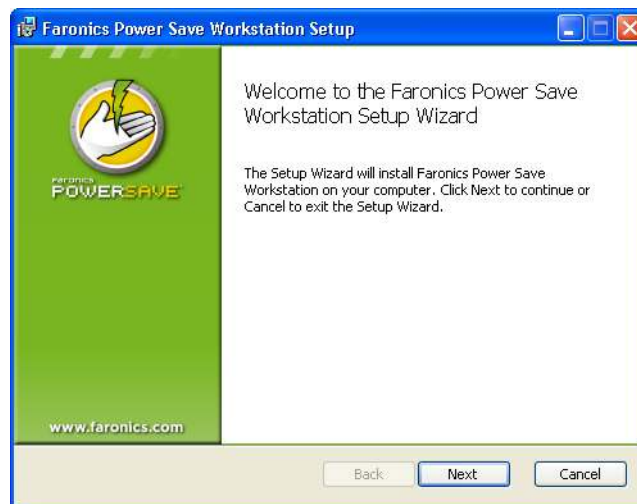 Faronics Power Save Workstation Setup
Welcome to the Faronics Power Save
Workstation Setup Wizard
The Setup Wizard will install Faronics Power Save
Workstation on your computer. Click Next to continue or
Cancel to exit the Setup Wizard.
FARONICS
POWERSAVE
www.faronics.com
Back
Next
Cancel